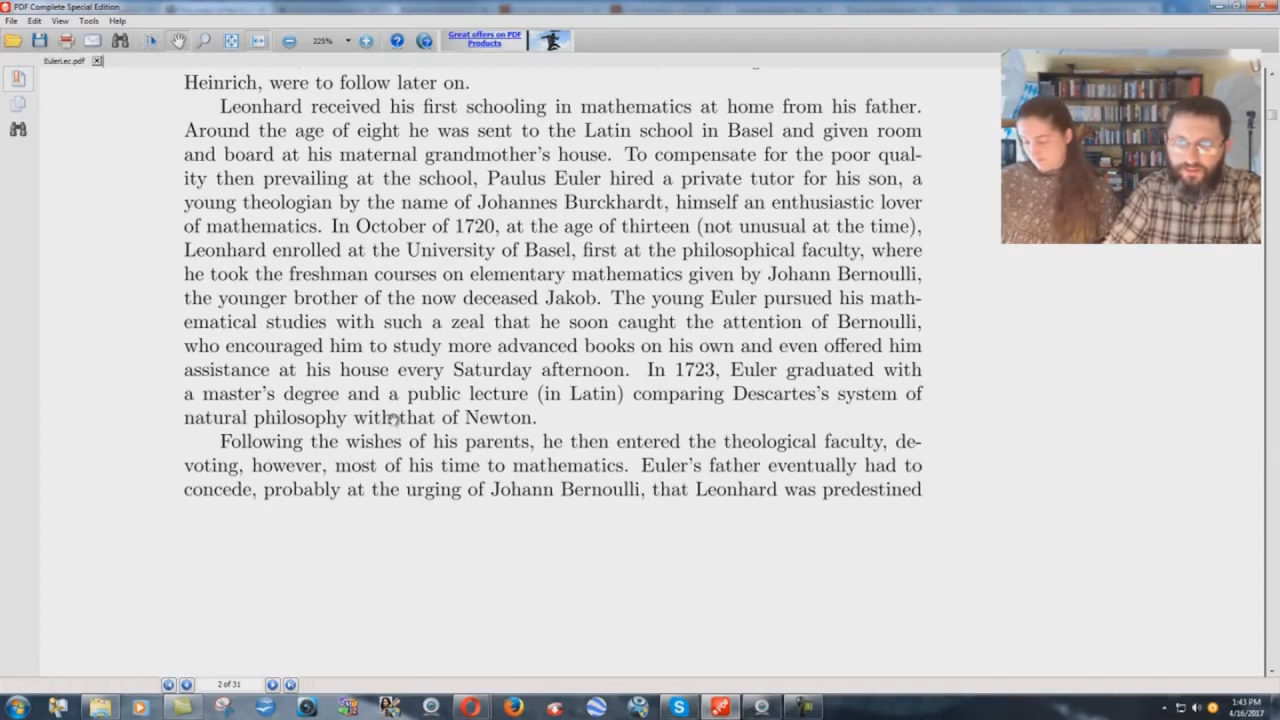 PDF Complete Special Edition
File Edit View Tools Help
225%
Great offers on PDF
Products
EulerLec.pdf
Heinrich, were to follow later on.
Leonhard received his first schooling in mathematics at home from his father.
Around the age of eight he was sent to the Latin school in Basel and given room
and board at his maternal grandmother's house. To compensate for the poor qual-
ity then prevailing at the school, Paulus Euler hired a private tutor for his son, a
young theologian by the name of Johannes Burckhardt, himself an enthusiastic lover
of mathematics. In October of 1720, at the age of thirteen (not unusual at the time),
Leonhard enrolled at the University of Basel, first at the philosophical faculty, where
he took the freshman courses on elementary mathematics given by Johann Bernoulli,
the younger brother of the now deceased Jakob. The young Euler pursued his math-
ematical studies with such a zeal that he soon caught the attention of Bernoulli,
who encouraged him to study more advanced books on his own and even offered him
assistance at his house every Saturday afternoon. In 1723, Euler graduated with
a master's degree and a public lecture (in Latin) comparing Descartes's system of
natural philosophy with that of Newton.
Following the wishes of his parents, he then entered the theological faculty, de-
voting, however, most of his time to mathematics. Euler's father eventually had to
concede, probably at the urging of Johann Bernoulli, that Leonhard was predestined
2 of 31
1:43 PM
4/16/2017